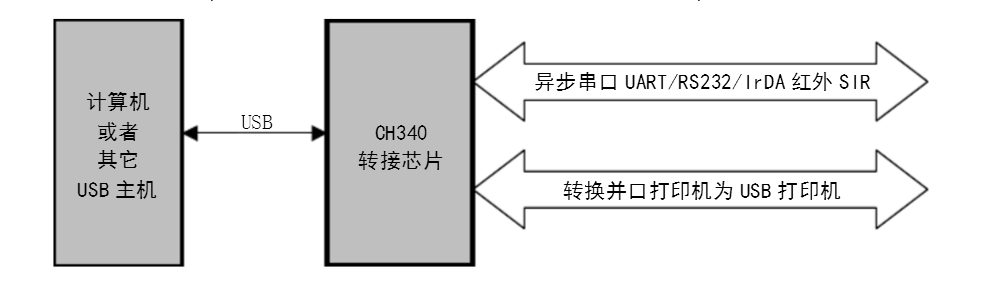 计算机
或者
其它
USB 主机
USB
CH340
转接芯片
异步串口 UART/RS232/IrDA 红外 SIR
转换并口打印机为 USB 打印机